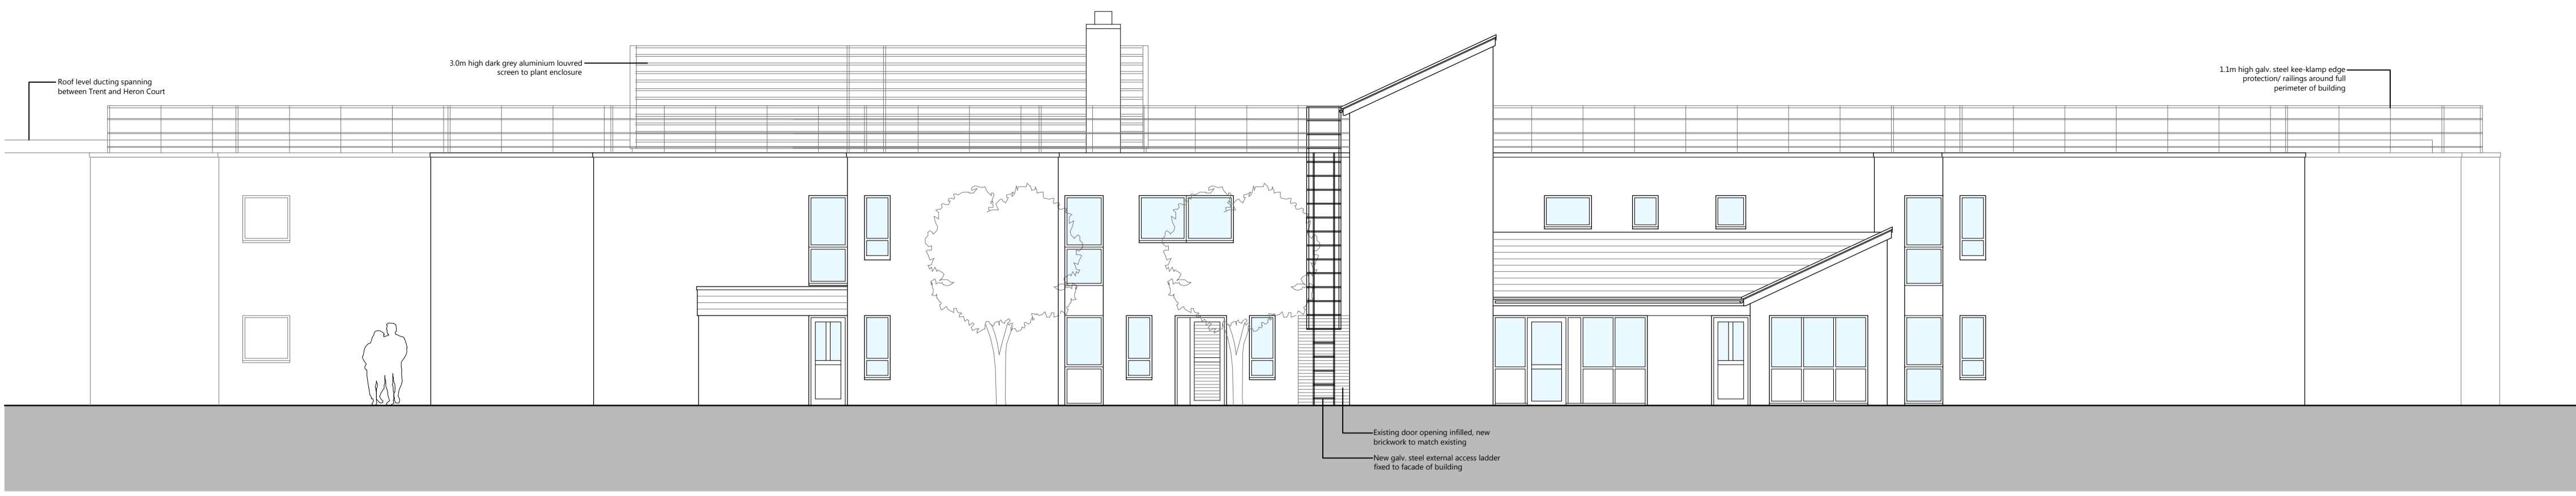 Roof level ducting spanning
between Trent and Heron Court
3.0m high dark grey aluminium louvred
screen to plant enclosure
1.1m high galv. steel kee-klamp edge
protection/ railings around full
perimeter of building
Existing door opening infilled, new
brickwork to match existing
New galv. steel external access ladder
fixed to facade of building